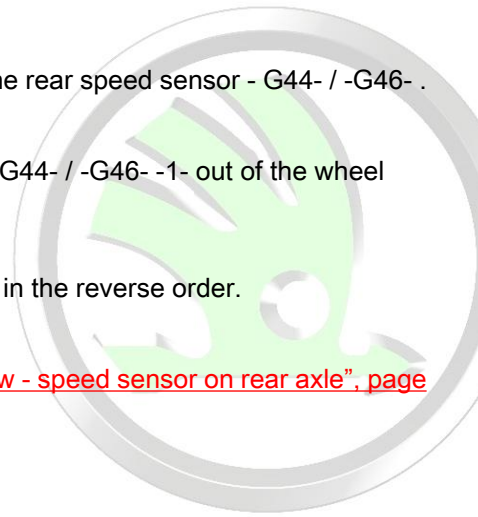 he rear speed sensor - G44- / -G46- .
G44- / -G46- -1- out of the wheel
in the reverse order.
w - speed sensor on rear axle”, page